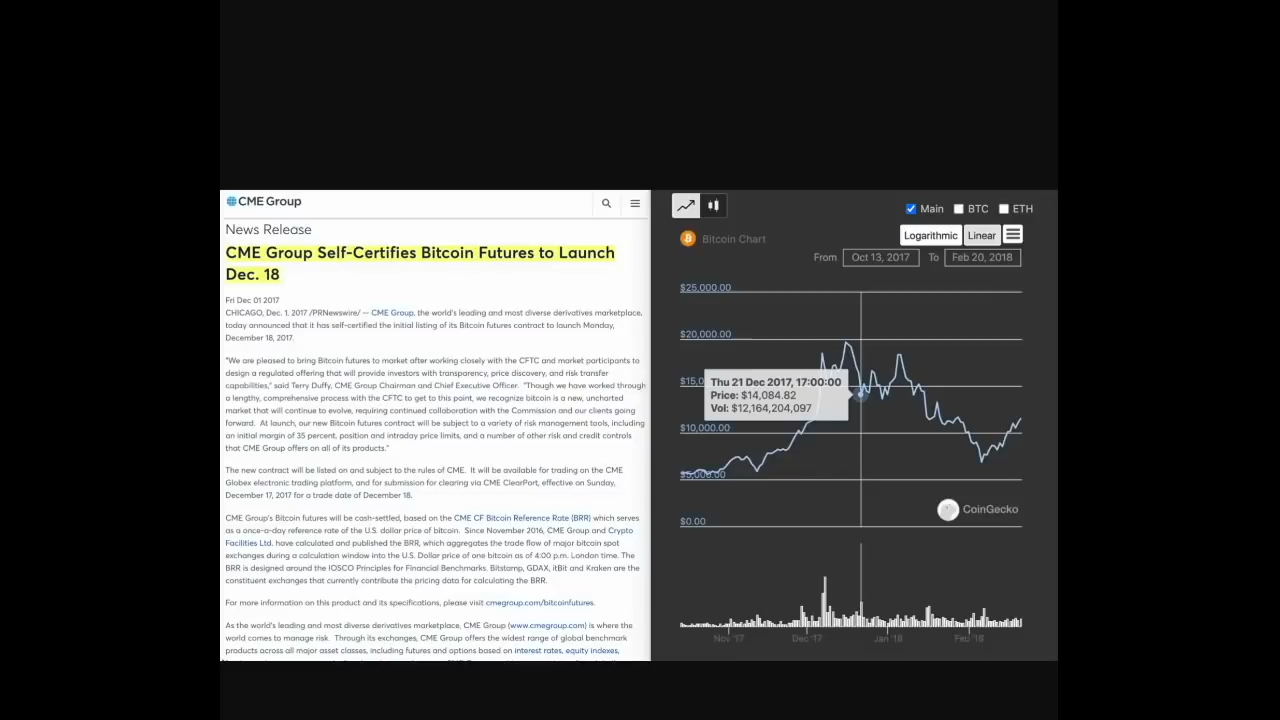 CME Group
News Release
CME Group Self-Certifies Bitcoin Futures to Launch
Dec. 18
Fri Dec 01 2017
CHICAGO, Dec. 1, 2017 /PRNewswire/ -- CME Group, the world's leading and most diverse derivatives marketplace,
today announced that it has self-certified the initial listing of its Bitcoin futures contract to launch Monday,
December 18, 2017.
"We are pleased to bring Bitcoin futures to market after working closely with the CFTC and market participants to
design a regulated offering that will provide investors with transparency, price discovery, and risk transfer
capabilities," said Terry Duffy, CME Group Chairman and Chief Executive Officer. "Though we have worked through
a lengthy, comprehensive process with the CFTC to get to this point, we recognize bitcoin is a new, uncharted
market that will continue to evolve, requiring continued collaboration with the Commission and our clients going
forward. At launch, our new Bitcoin futures contract will be subject to a variety of risk management tools, including
an initial margin of 35 percent, position and intraday price limits, and a number of other risk and credit controls
that CME Group offers on all of its products."
The new contract will be listed on and subject to the rules of CME. It will be available for trading on the CME
Globex electronic trading platform, and for submission for clearing via CME ClearPort, effective on Sunday,
December 17, 2017 for a trade date of December 18.
CME Group's Bitcoin futures will be cash-settled, based on the CME CF Bitcoin Reference Rate (BRR) which serves
as a once-a-day reference rate of the U.S. dollar price of bitcoin. Since November 2016, CME Group and Crypto
Facilities Ltd. have calculated and published the BRR, which aggregates the trade flow of major bitcoin spot
exchanges during a calculation window into the U.S. Dollar price of one bitcoin as of 4:00 p.m. London time. The
BRR is designed around the IOSCO Principles for Financial Benchmarks. Bitstamp, GDAX, itBit and Kraken are the
constituent exchanges that currently contribute the pricing data for calculating the BRR.
For more information on this product and its specifications, please visit cmegroup.com/bitcoinfutures.
As the world's leading and most diverse derivatives marketplace, CME Group (www.cmegroup.com) is where the
world comes to manage risk. Through its exchanges, CME Group offers the widest range of global benchmark
products across all major asset classes, including futures and options based on interest rates, equity indexes,
Main BTC ETH
Bitcoin Chart
Logarithmic Linear
From Oct 13, 2017 To Feb 20, 2018
$25,000.00
$20,000.00
$15,0
Thu 21 Dec 2017, 17:00:00
Price: $14,084.82
Vol: $12,164,204,097
$10,000.00
$5,000.00
CoinGecko
$0.00
Nov '17 Dec '17 Jan '18 Feb '18